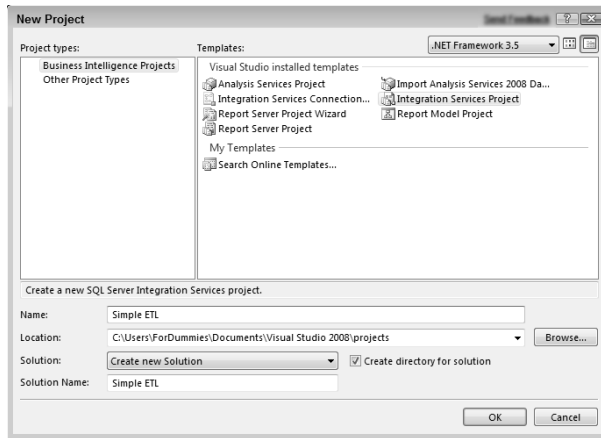 New Project
Send Feedback
Project types:
Templates:
.NET Framework 3.5
Business Intelligence Projects
Other Project Types
Visual Studio installed templates
Analysis Services Project
Import Analysis Services 2008 Da...
Integration Services Connection...
Integration Services Project
Report Server Project Wizard
Report Model Project
Report Server Project
My Templates
Search Online Templates...
Create a new SQL Server Integration Services project.
Name: Simple ETL
Location: C:\Users\ForDummies\Documents\Visual Studio 2008\projects Browse...
Solution: Create new Solution Create directory for solution
Solution Name: Simple ETL
OK Cancel